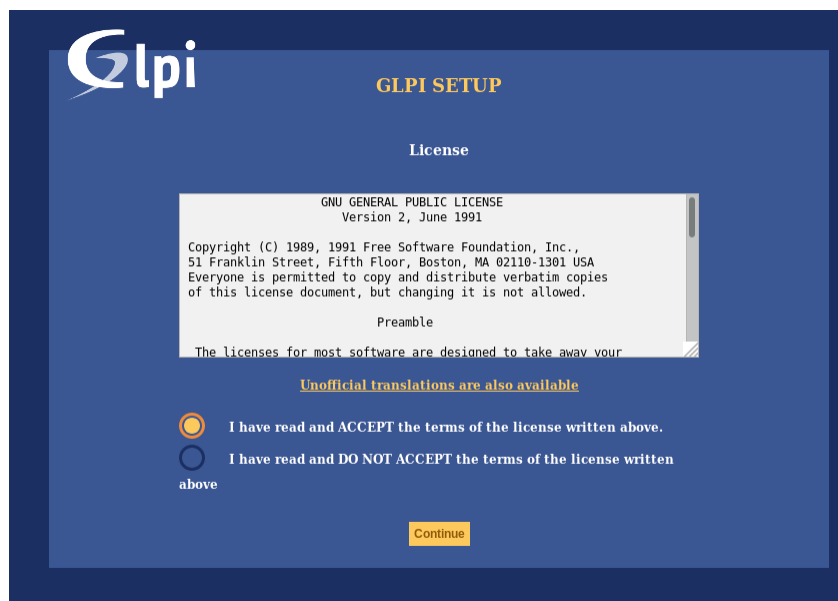 Glpi
GLPI SETUP
License
GNU GENERAL PUBLIC LICENSE
Version 2, June 1991
Copyright (C) 1989, 1991 Free Software Foundation, Inc.,
51 Franklin Street, Fifth Floor, Boston, MA 02110-1301 USA
Everyone is permitted to copy and distribute verbatim copies
of this license document, but changing it is not allowed.
Preamble
The licenses for most software are designed to take away your
Unofficial translations are also available
I have read and ACCEPT the terms of the license written above.
I have read and DO NOT ACCEPT the terms of the license written
above
Continue